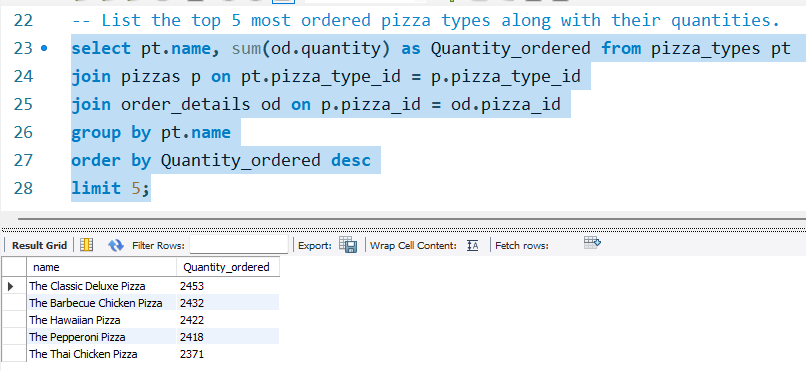 22 -- List the top 5 most ordered pizza types along with their quantities.
23 select pt.name, sum(od.quantity) as Quantity_ordered from pizza_types pt
24 join pizzas p on pt.pizza_type_id = p.pizza_type_id
25 join order_details od on p.pizza_id = od.pizza_id
26 group by pt.name
27 order by Quantity_ordered desc
28 limit 5;
Result Grid Filter Rows: Export: Wrap Cell Content: Fetch rows:
name Quantity_ordered
The Classic Deluxe Pizza 2453
The Barbecue Chicken Pizza 2432
The Hawaiian Pizza 2422
The Pepperoni Pizza 2418
The Thai Chicken Pizza 2371